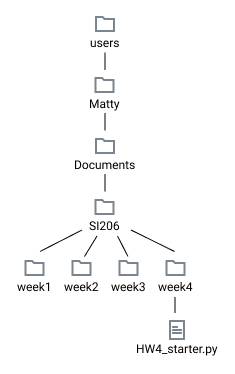 users
Matty
Documents
SI206
week1 week2 week3 week4
HW4_starter.py